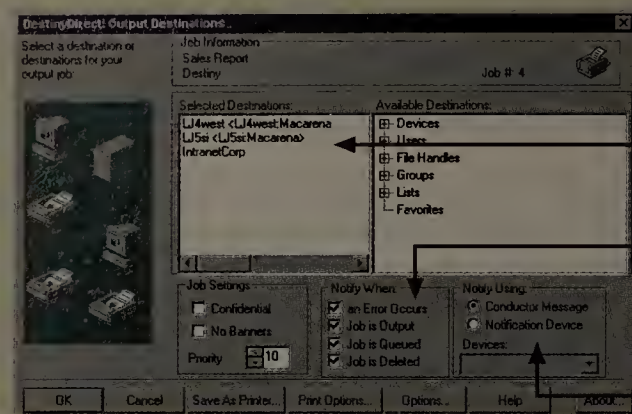 DestinyDirect! Output Destinations
Select a destination or
destinations for your
output job:
Job Information
Sales Report
Destiny
Job #: 4
Selected Destinations:
LJ4west <LJ4west:Macarena
LJ5si <LJ5si:Macarena>
IntranetCorp
Available Destinations:
Devices
Users
File Handles
Groups
Lists
Favorites
Job Settings
Confidential
No Banners
Priority 10
Notify When:
an Error Occurs
Job is Output
Job is Queued
Job is Deleted
Notify Using:
Conductor Message
Notification Device
Devices:
OK Cancel Save As Printer... Print Options... Options... Help About...